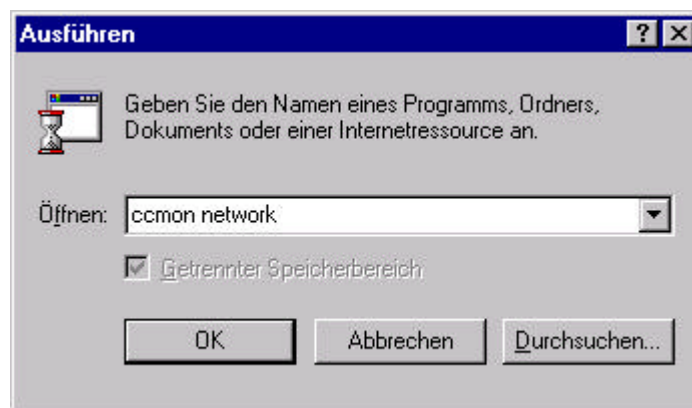 Ausführen
Geben Sie den Namen eines Programms, Ordners,
Dokuments oder einer Internetressource an.
Öffnen: ccmon network
Getrennter Speicherbereich
OK Abbrechen Durchsuchen...